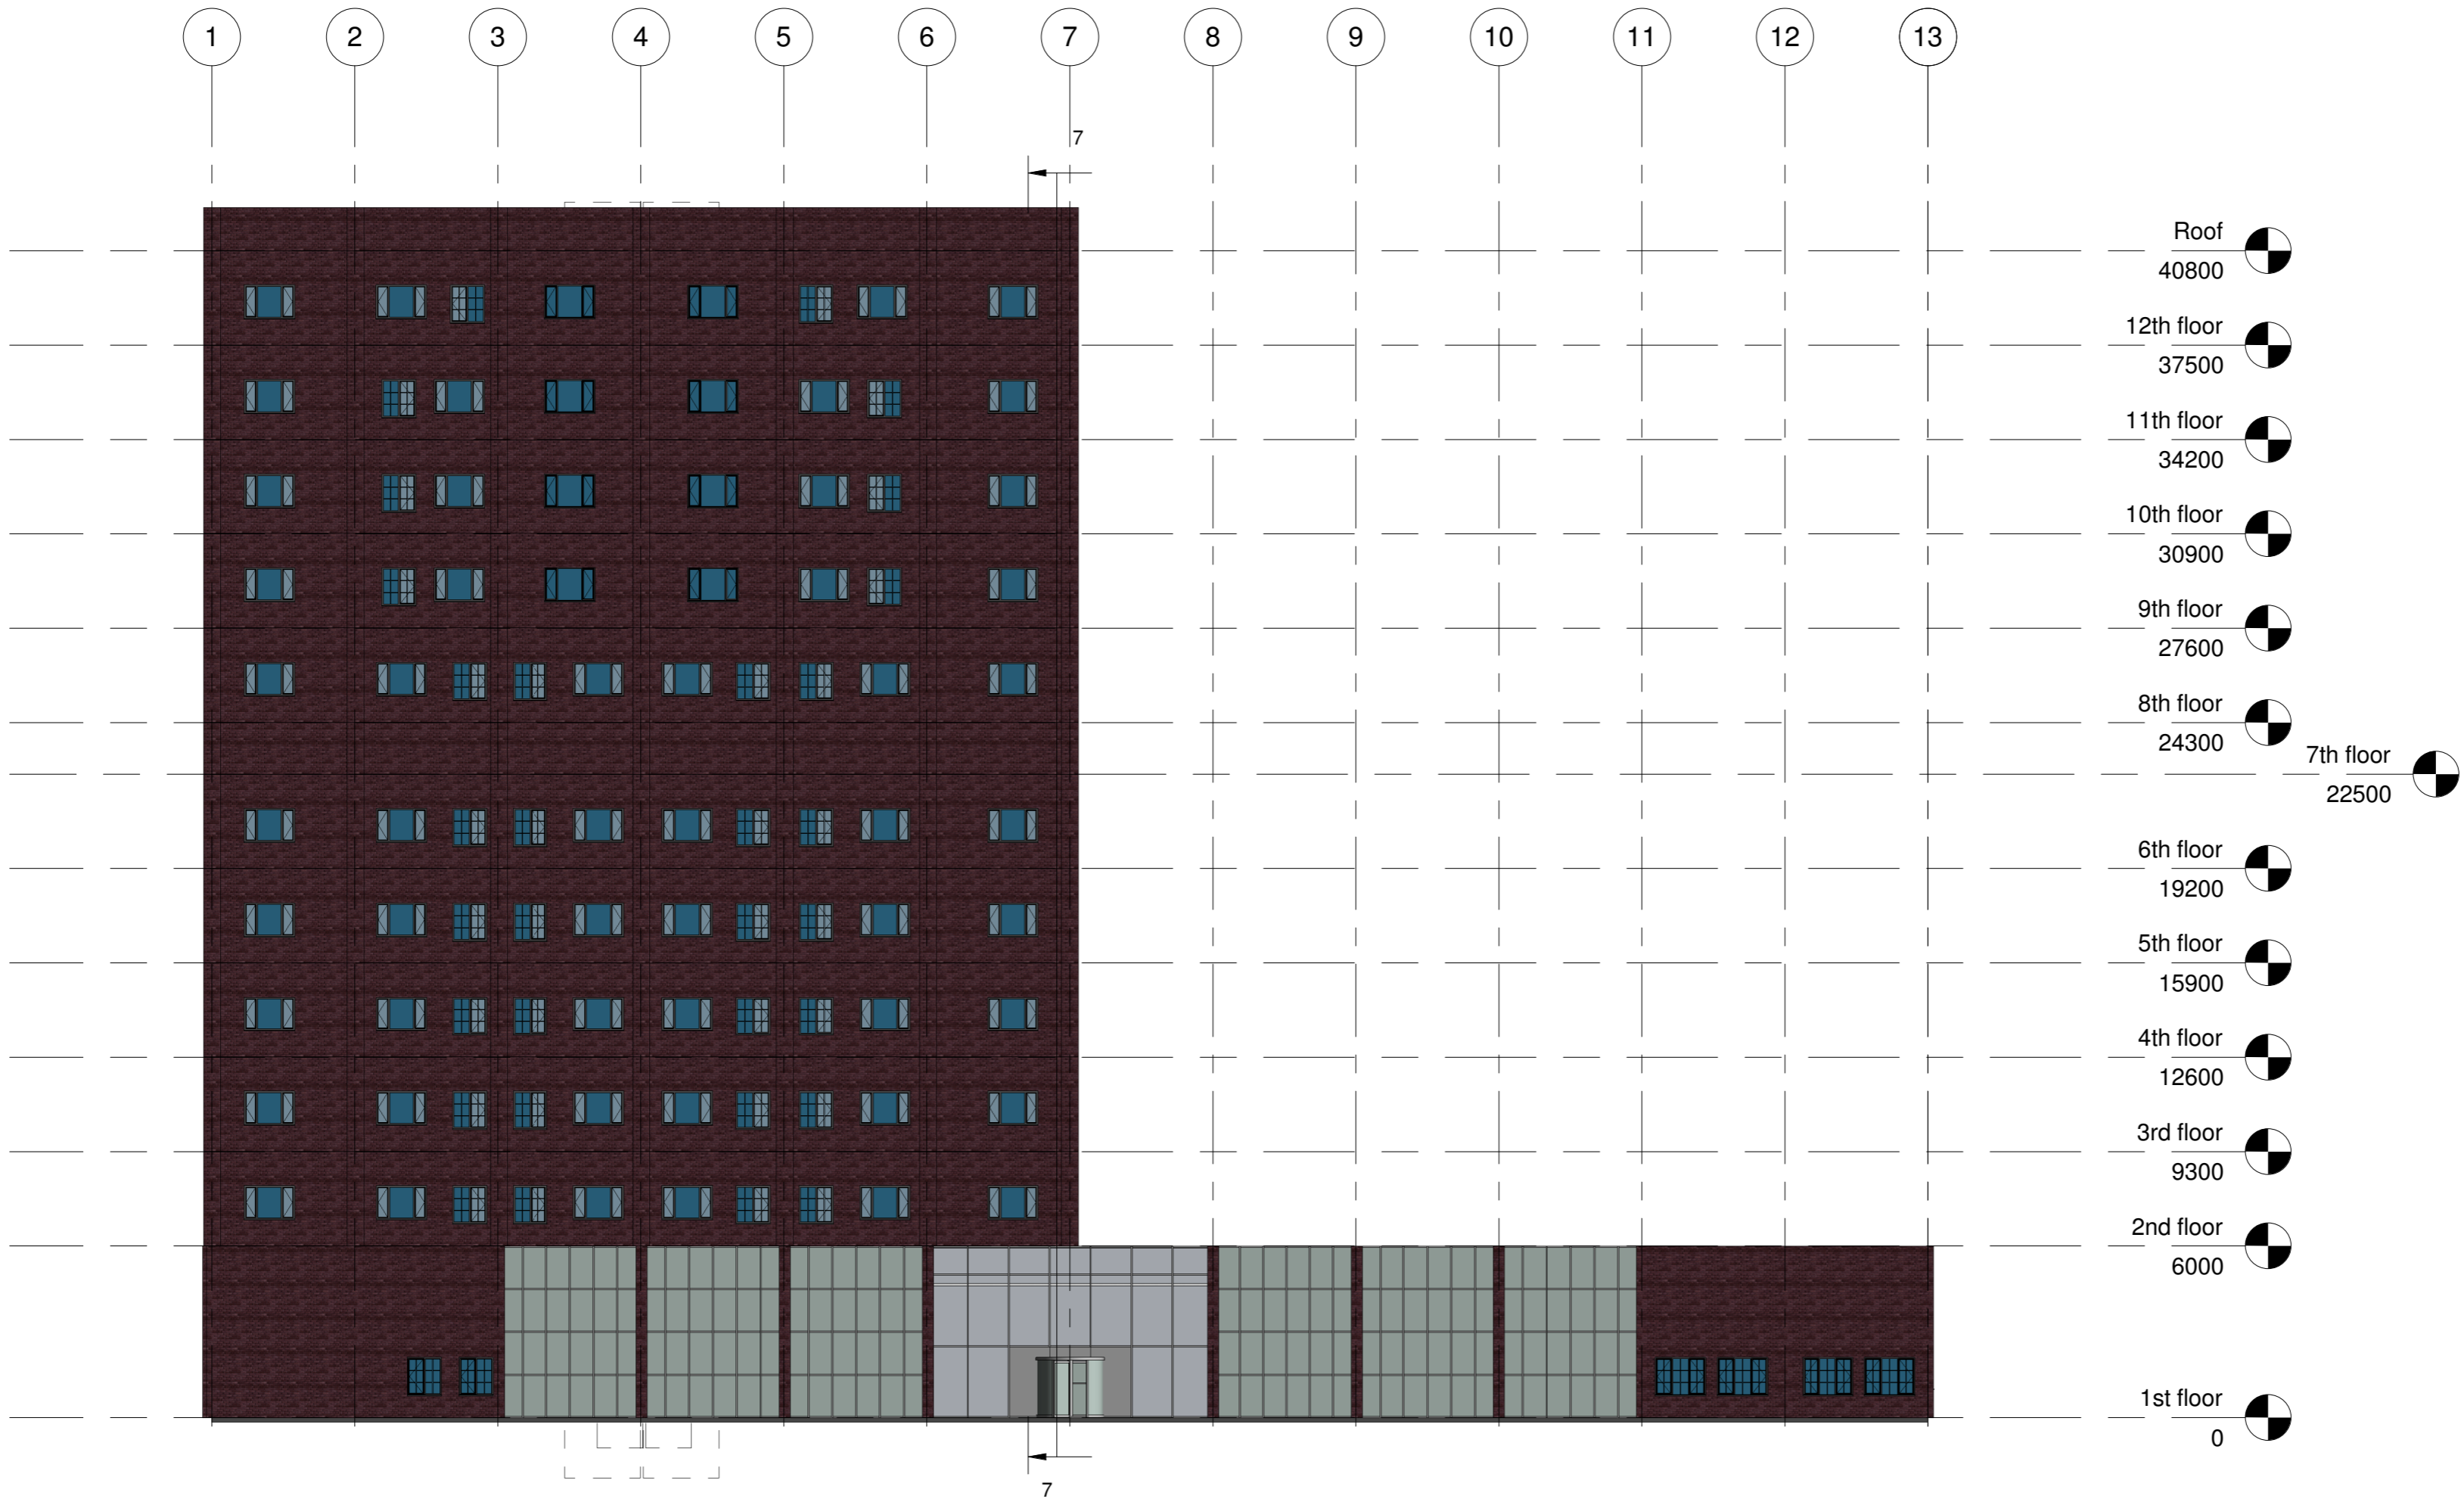 1 2 3 4 5 6 7 8 9 10 11 12 13
7
Roof
40800
12th floor
37500
11th floor
34200
10th floor
30900
9th floor
27600
8th floor
24300
7th floor
22500
6th floor
19200
5th floor
15900
4th floor
12600
3rd floor
9300
2nd floor
6000
1st floor
0
7